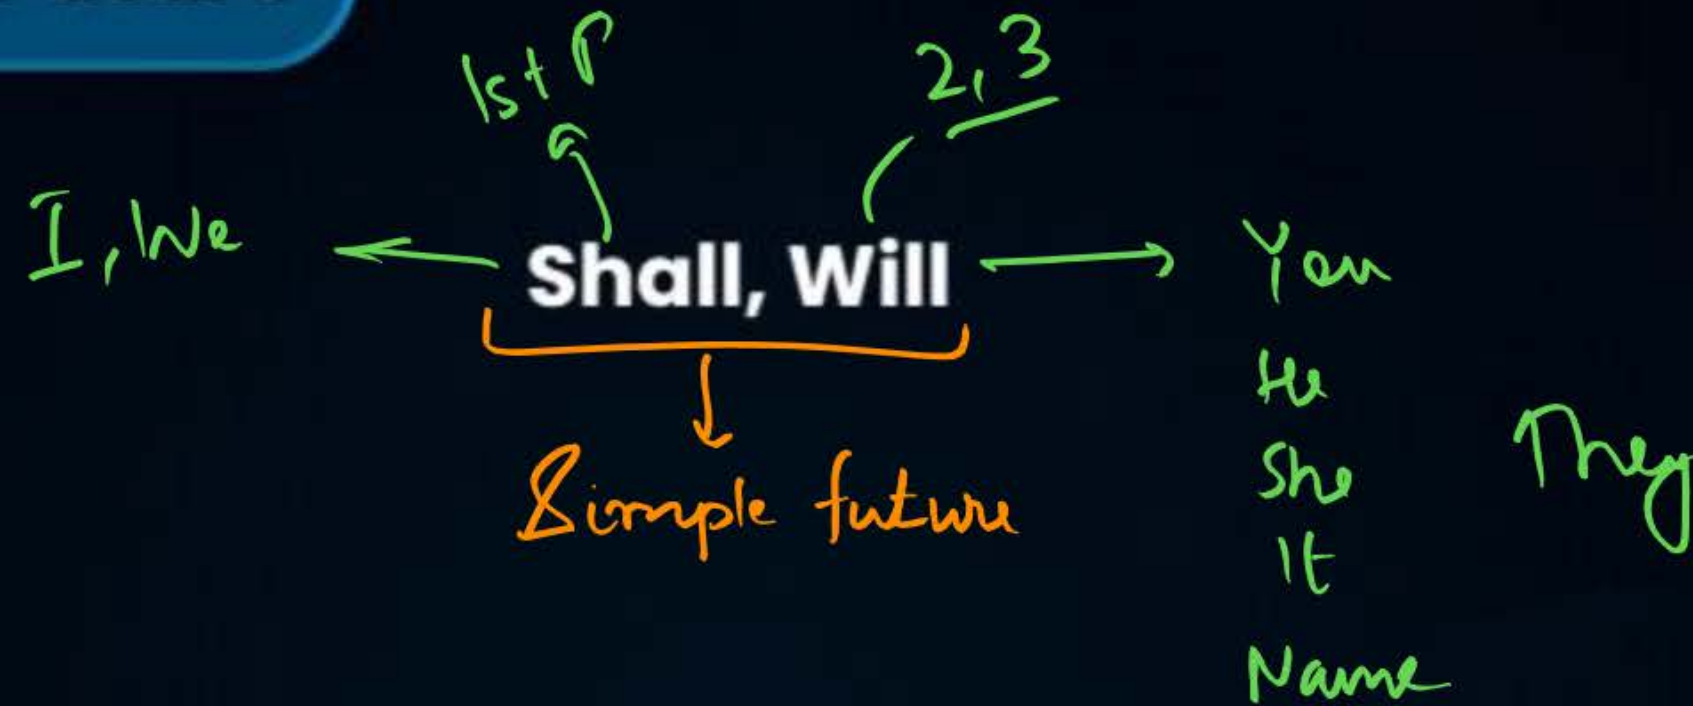 1st P
2, 3
I, We
Shall, Will
You
He
She
They
Simple future
It
Name